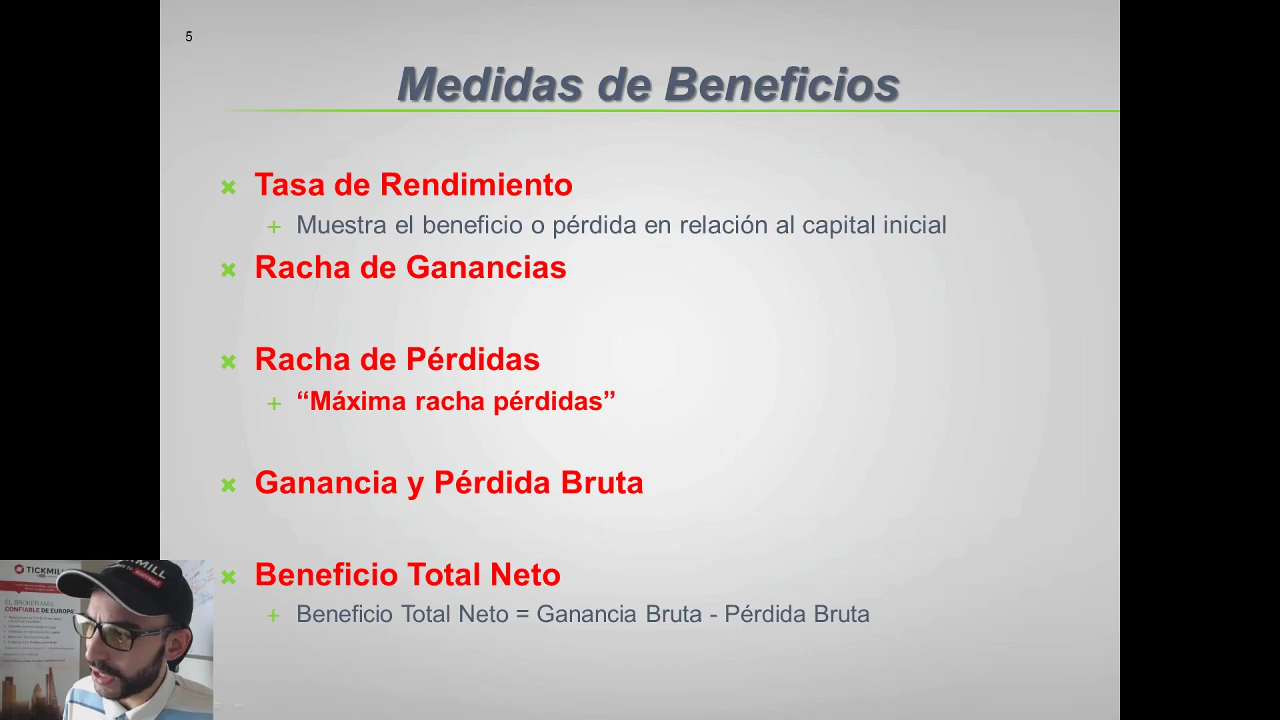 5
Medidas de Beneficios
Tasa de Rendimiento
Muestra el beneficio o pérdida en relación al capital inicial
Racha de Ganancias
Racha de Pérdidas
“Máxima racha pérdidas”
Ganancia y Pérdida Bruta
Beneficio Total Neto
Beneficio Total Neto = Ganancia Bruta - Pérdida Bruta
TICKMILL
EL BROKER MÁS
CONFIABLE DE EUROPA